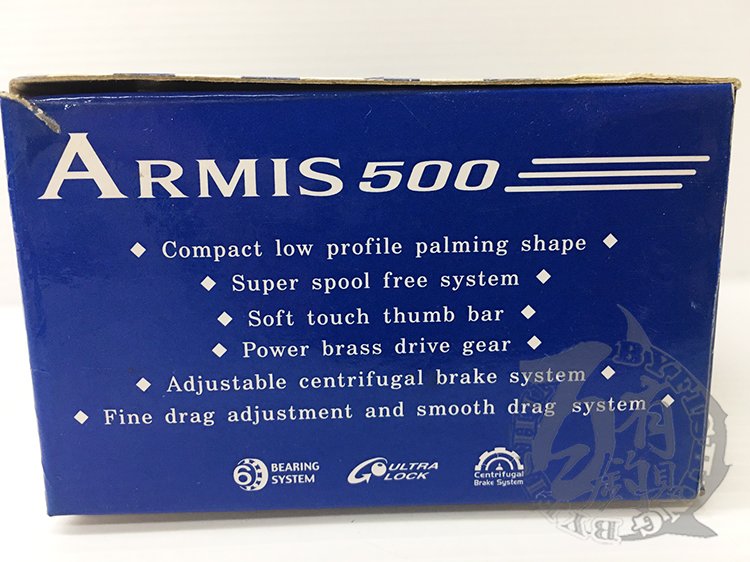 ARMIS 500
◆ Compact low profile palming shape ◆
◆ Super spool free system ◆
◆ Soft touch thumb bar ◆
◆ Power brass drive gear ◆
◆ Adjustable centrifugal brake system ◆
◆ Fine drag adjustment and smooth drag system ◆
6 BEARING
SYSTEM
GO ULTRA
LOCK
Centrifugal
Brake System